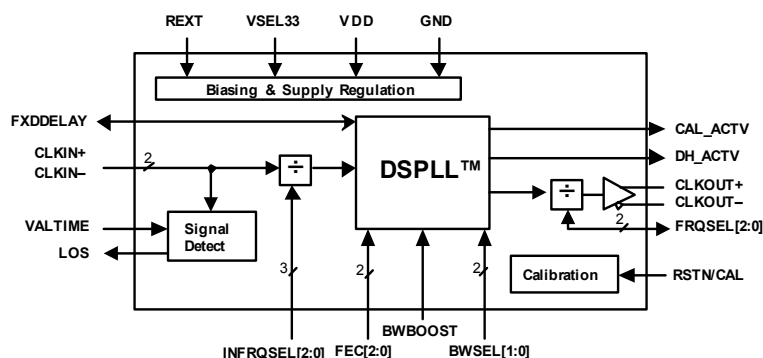 REXT VSEL33 VDD GND
Biasing & Supply Regulation
FXDDELAY
CAL_ACTV
CLKIN+
CLKIN–
2
÷
DSPLL™
DH_ACTV
÷
CLKOUT+
CLKOUT–
2
FRQSEL[2:0]
VALTIME
LOS
Signal
Detect
3
2
2
Calibration
RSTN/CAL
BWBOOST
INFRQSEL[2:0] FEC[2:0] BWSEL[1:0]